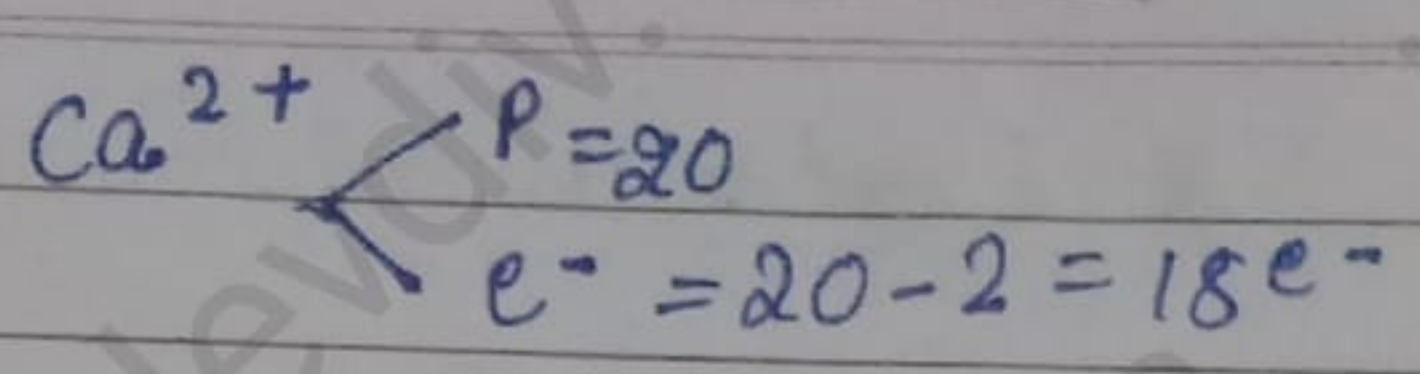 Ca²⁺
P = 20
e⁻ = 20 - 2 = 18e⁻